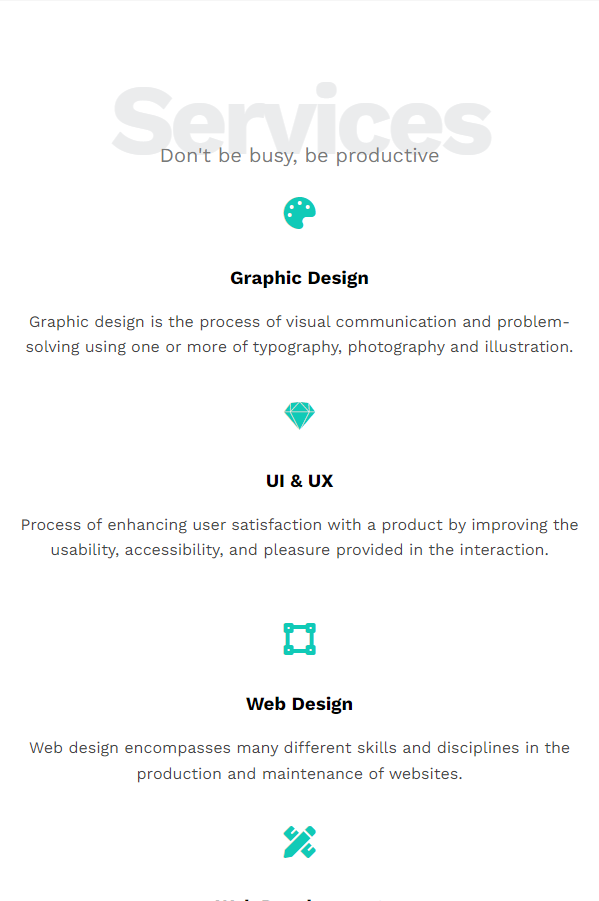 Services
Don't be busy, be productive
Graphic Design
Graphic design is the process of visual communication and problem-
solving using one or more of typography, photography and illustration.
UI & UX
Process of enhancing user satisfaction with a product by improving the
usability, accessibility, and pleasure provided in the interaction.
Web Design
Web design encompasses many different skills and disciplines in the
production and maintenance of websites.